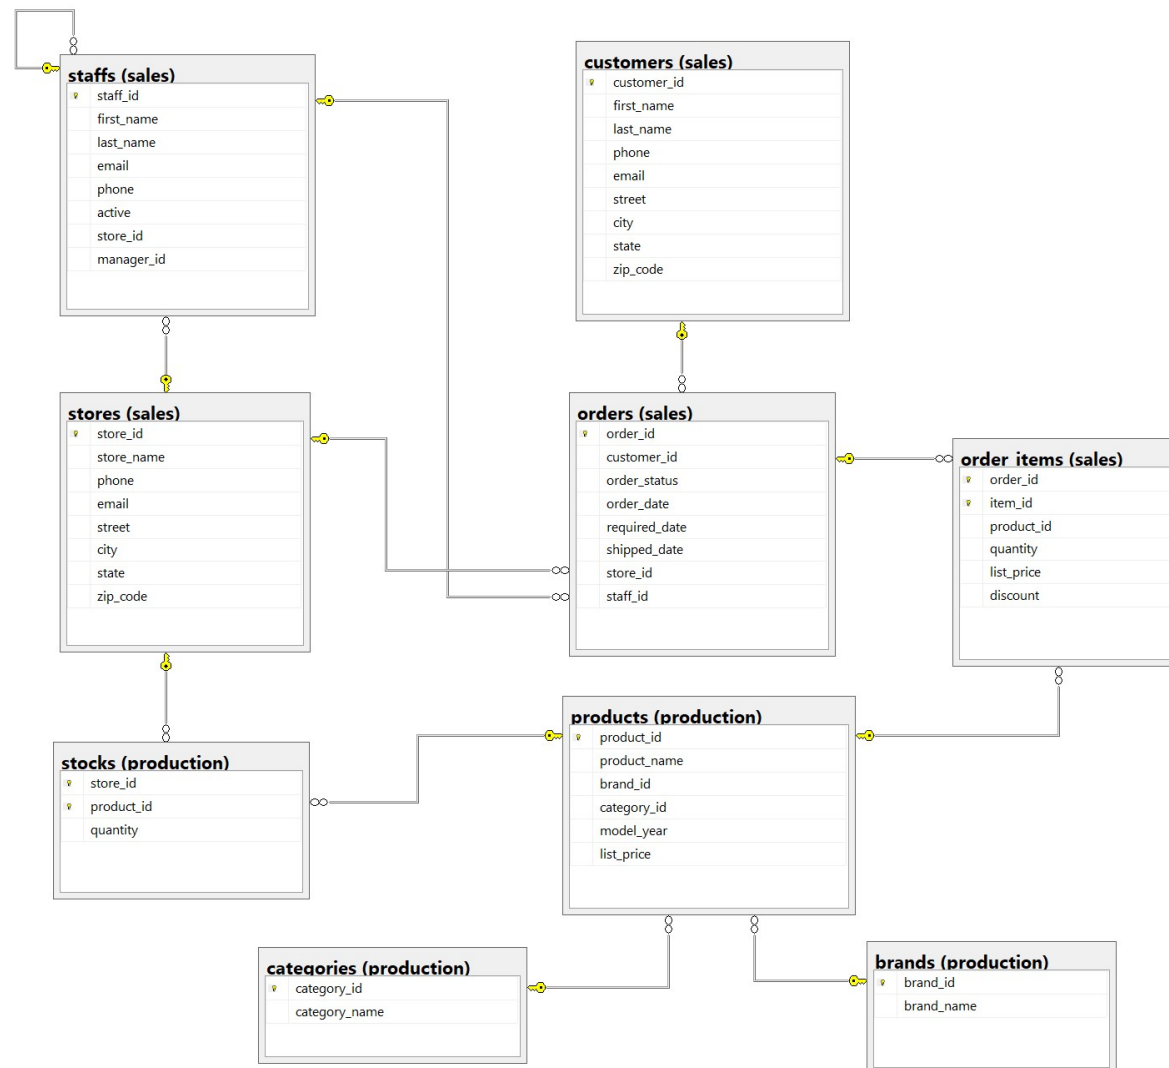 staffs (sales)
staff_id
first_name
last_name
email
phone
active
store_id
manager_id
customers (sales)
customer_id
first_name
last_name
phone
email
street
city
state
zip_code
stores (sales)
store_id
store_name
phone
email
street
city
state
zip_code
orders (sales)
order_id
customer_id
order_status
order_date
required_date
shipped_date
store_id
staff_id
order_items (sales)
order_id
item_id
product_id
quantity
list_price
discount
stocks (production)
store_id
product_id
quantity
products (production)
product_id
product_name
brand_id
category_id
model_year
list_price
categories (production)
category_id
category_name
brands (production)
brand_id
brand_name